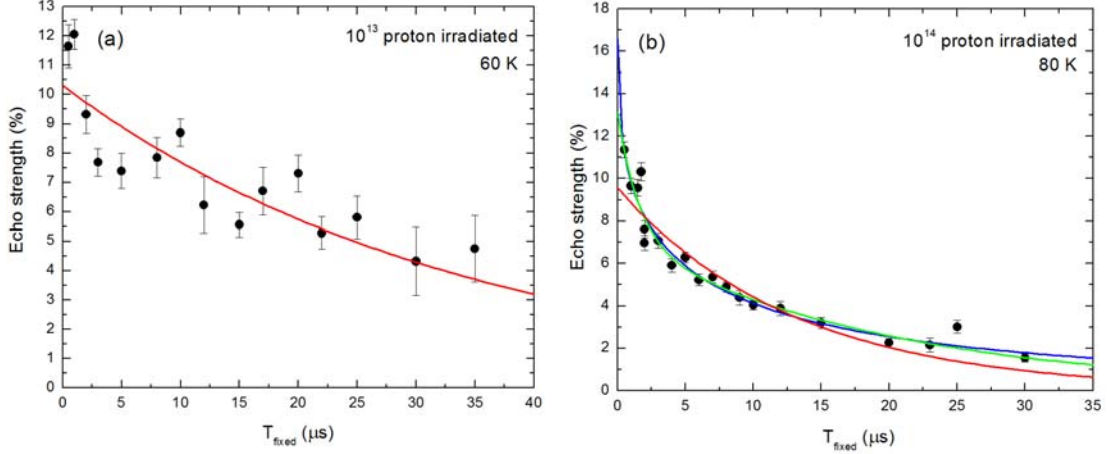 (a)
10¹³ proton irradiated
60 K
Echo strength (%)
13
12
11
10
9
8
7
6
5
4
3
2
1
0
0 5 10 15 20 25 30 35 40
T_fixed (μs)
(b)
10¹⁴ proton irradiated
80 K
Echo strength (%)
18
16
14
12
10
8
6
4
2
0
0 5 10 15 20 25 30 35
T_fixed (μs)